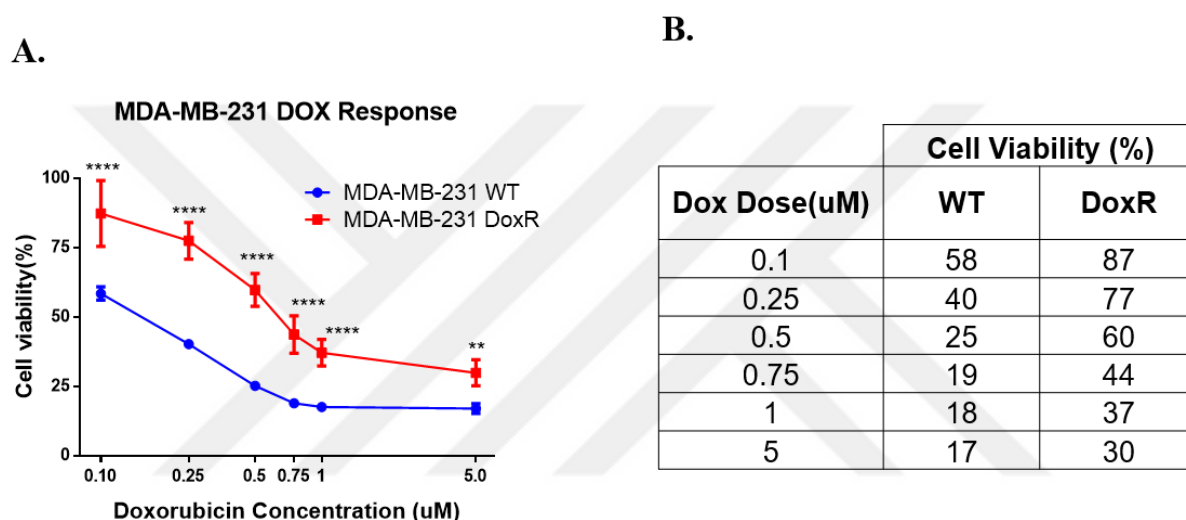 A.
MDA-MB-231 DOX Response
**** **** **** **** **** **
MDA-MB-231 WT
MDA-MB-231 DoxR
Cell viability(%)
100
75
50
25
0
0.10 0.25 0.5 0.75 1 5.0
Doxorubicin Concentration (uM)
B.
Cell Viability (%)
Dox Dose(uM) WT DoxR
0.1 58 87
0.25 40 77
0.5 25 60
0.75 19 44
1 18 37
5 17 30